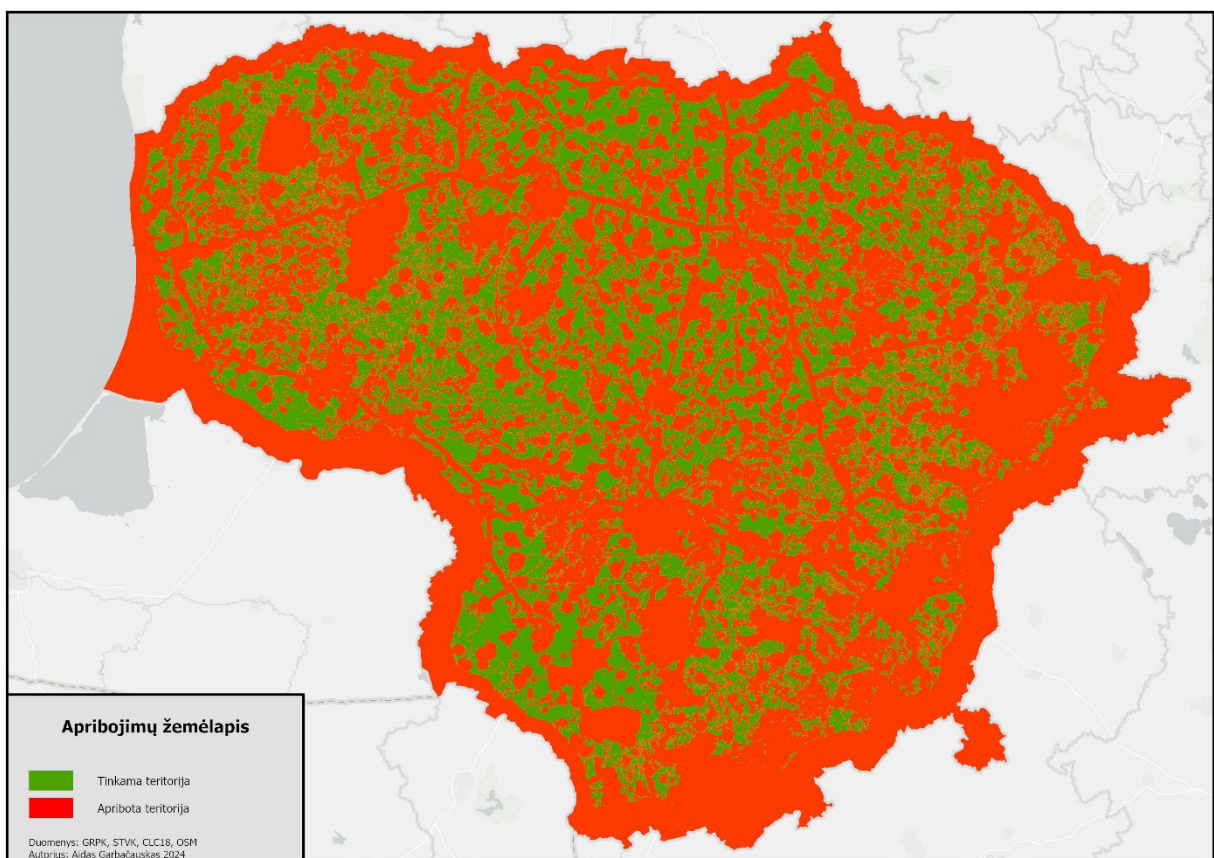 Apribojimų žemėlapis
Tinkama teritorija
Apribota teritorija
Duomenys: GRPK, STVK, CLC18, OSM
Autorius: Aidas Garbačauskas 2024